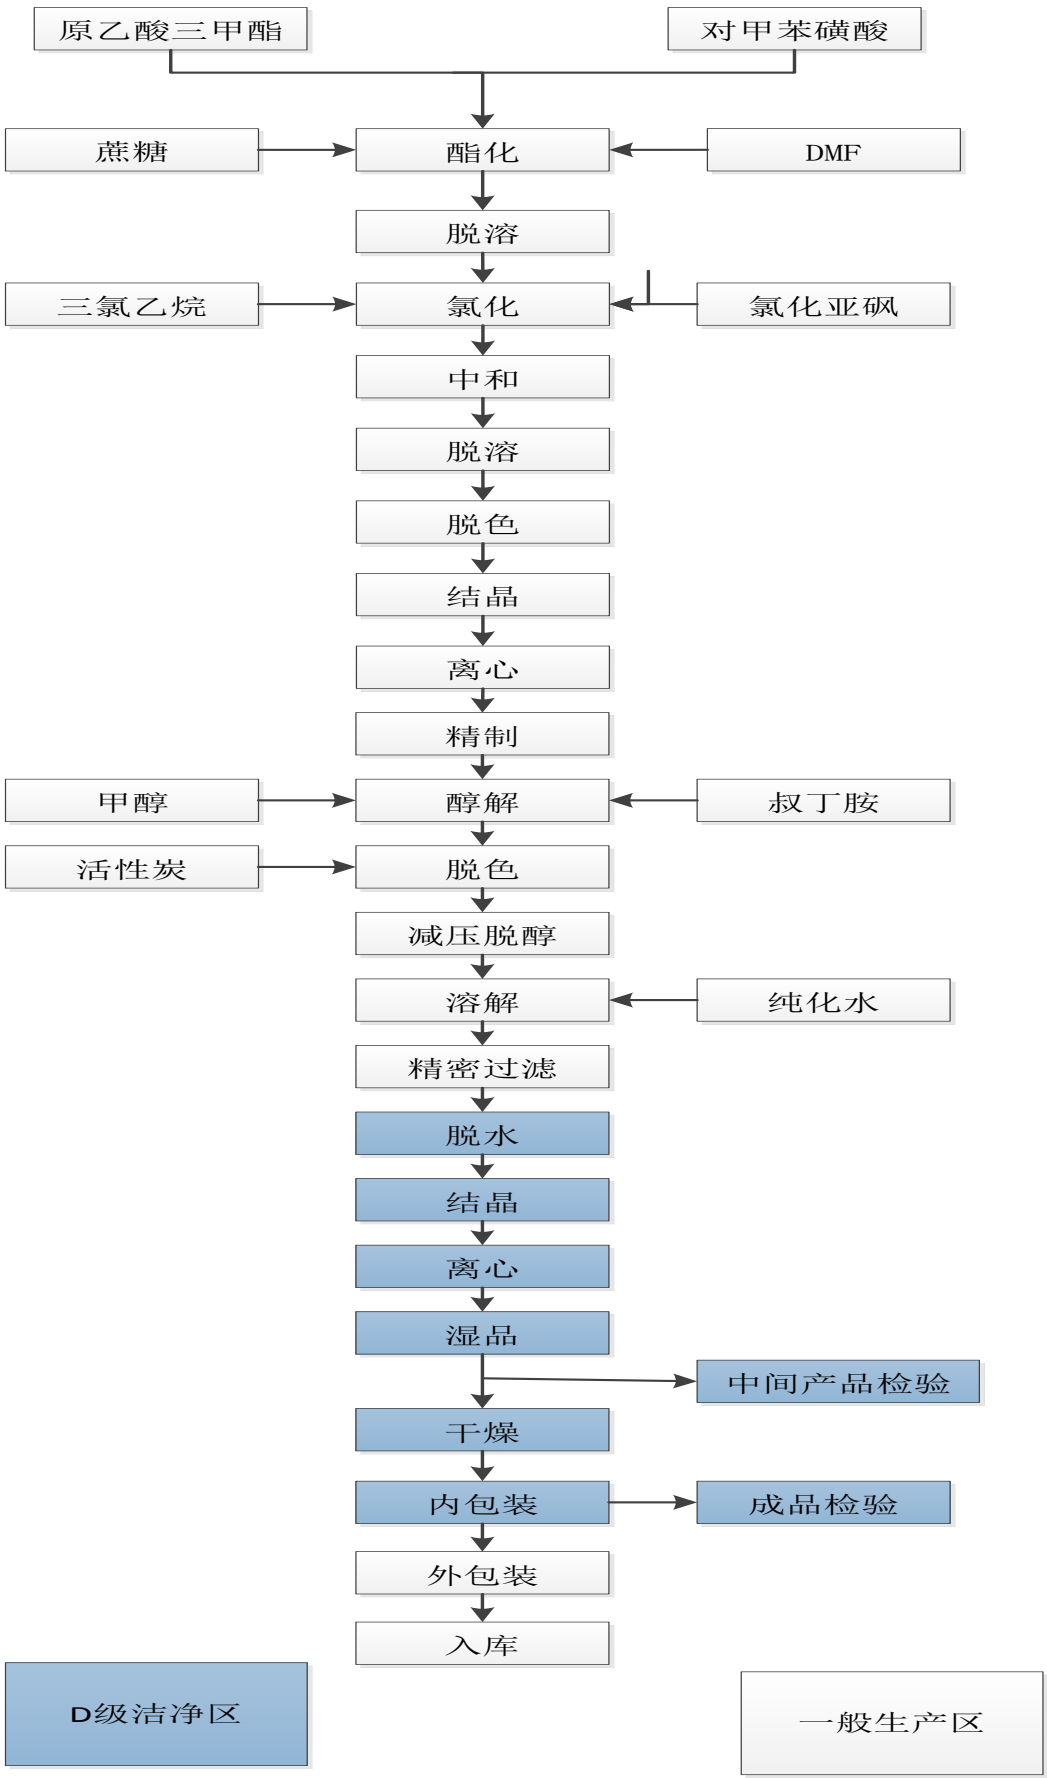 原乙酸三甲酯
对甲苯磺酸
蔗糖
酯化
DMF
脱溶
三氯乙烷
氯化
氯化亚砜
中和
脱溶
脱色
结晶
离心
精制
甲醇
醇解
叔丁胺
活性炭
脱色
减压脱醇
溶解
纯化水
精密过滤
脱水
结晶
离心
湿品
中间产品检验
干燥
内包装
成品检验
外包装
入库
D级洁净区
一般生产区